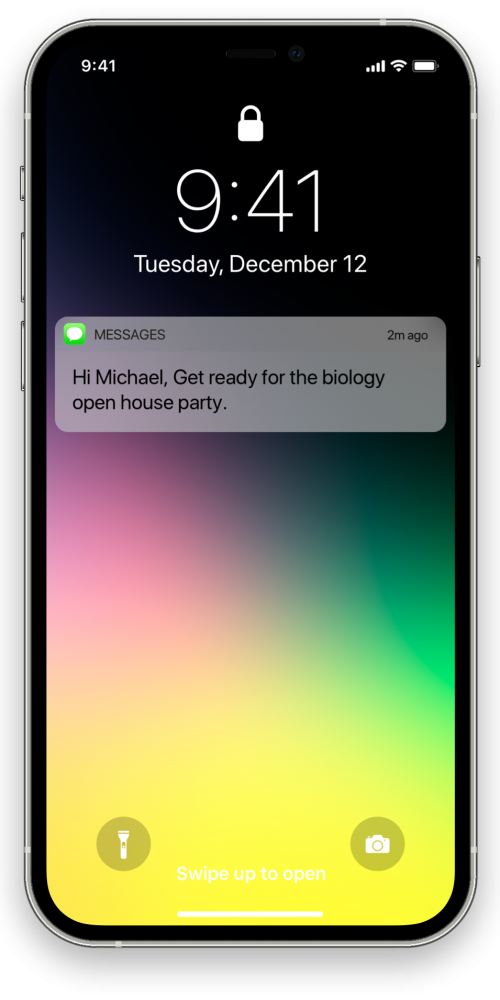 9:41
9:41
Tuesday, December 12
MESSAGES 2m ago
Hi Michael, Get ready for the biology
open house party.
Swipe up to open